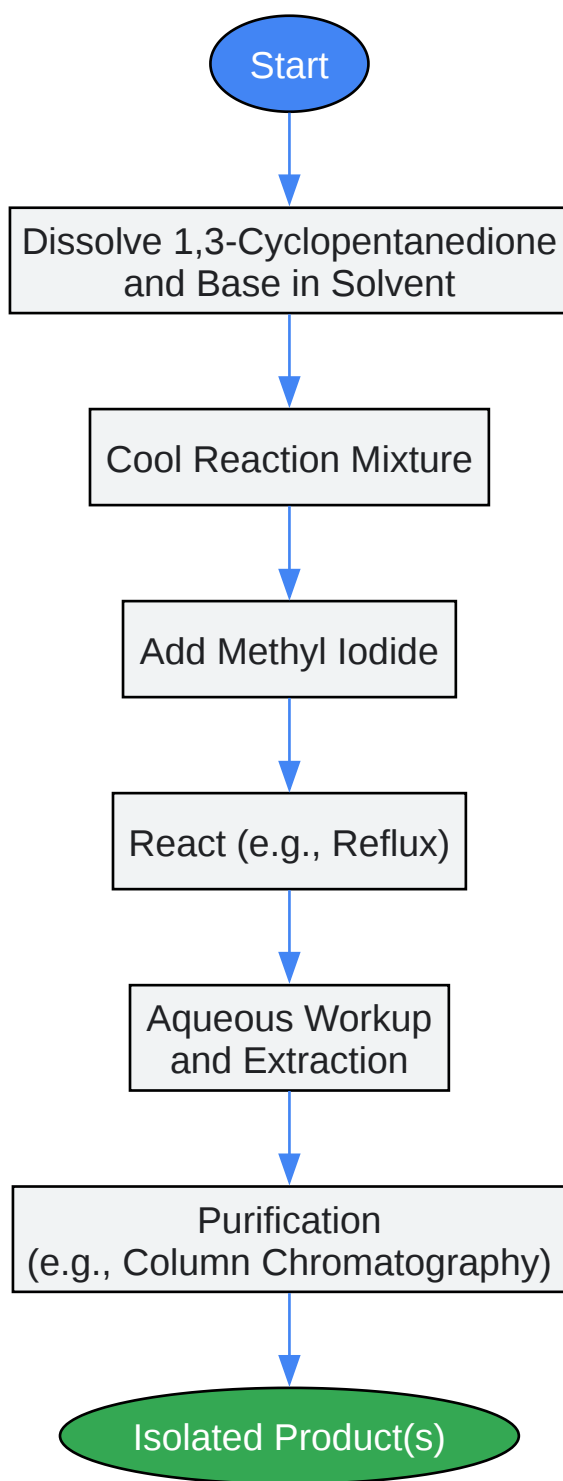 Start
Dissolve 1,3-Cyclopentanedione
and Base in Solvent
Cool Reaction Mixture
Add Methyl Iodide
React (e.g., Reflux)
Aqueous Workup
and Extraction
Purification
(e.g., Column Chromatography)
Isolated Product(s)